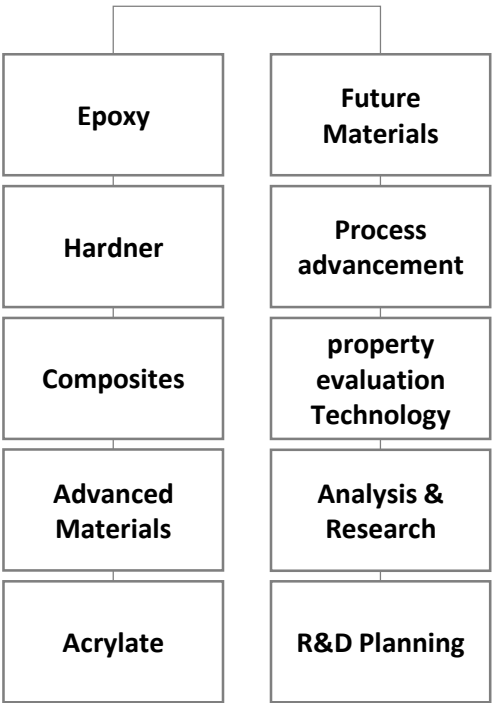 Epoxy
Hardner
Composites
Advanced
Materials
Acrylate
Future
Materials
Process
advancement
property
evaluation
Technology
Analysis &
Research
R&D Planning